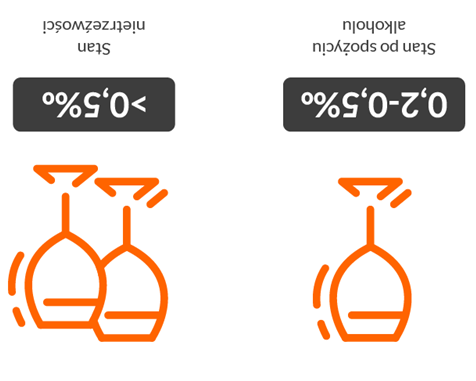 0,2-0,5‰
Stan po spożyciu
alkoholu
>0,5‰
Stan
nietrzeźwości